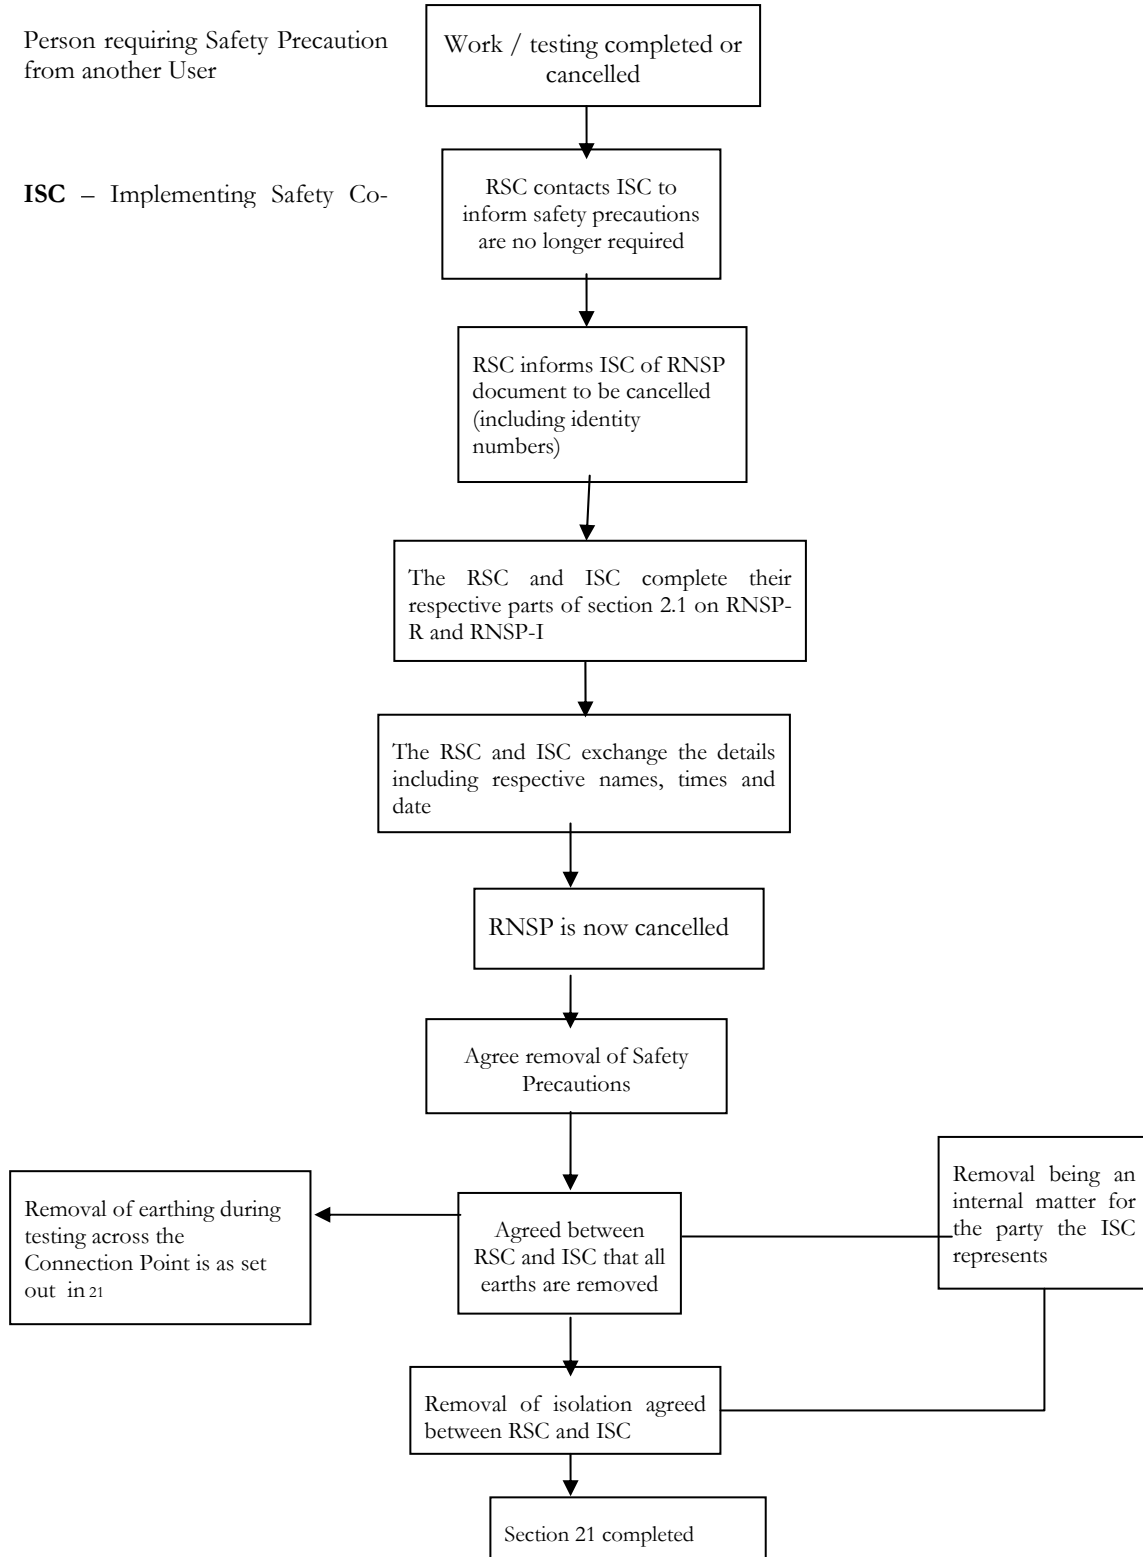 Person requiring Safety Precaution
from another User
Work / testing completed or
cancelled
ISC – Implementing Safety Co-
RSC contacts ISC to
inform safety precautions
are no longer required
RSC informs ISC of RNSP
document to be cancelled
(including identity
numbers)
The RSC and ISC complete their
respective parts of section 2.1 on RNSP-
R and RNSP-I
The RSC and ISC exchange the details
including respective names, times and
date
RNSP is now cancelled
Agree removal of Safety
Precautions
Removal of earthing during
testing across the
Connection Point is as set
out in 21
Agreed between
RSC and ISC that all
earths are removed
Removal being an
internal matter for
the party the ISC
represents
Removal of isolation agreed
between RSC and ISC
Section 21 completed